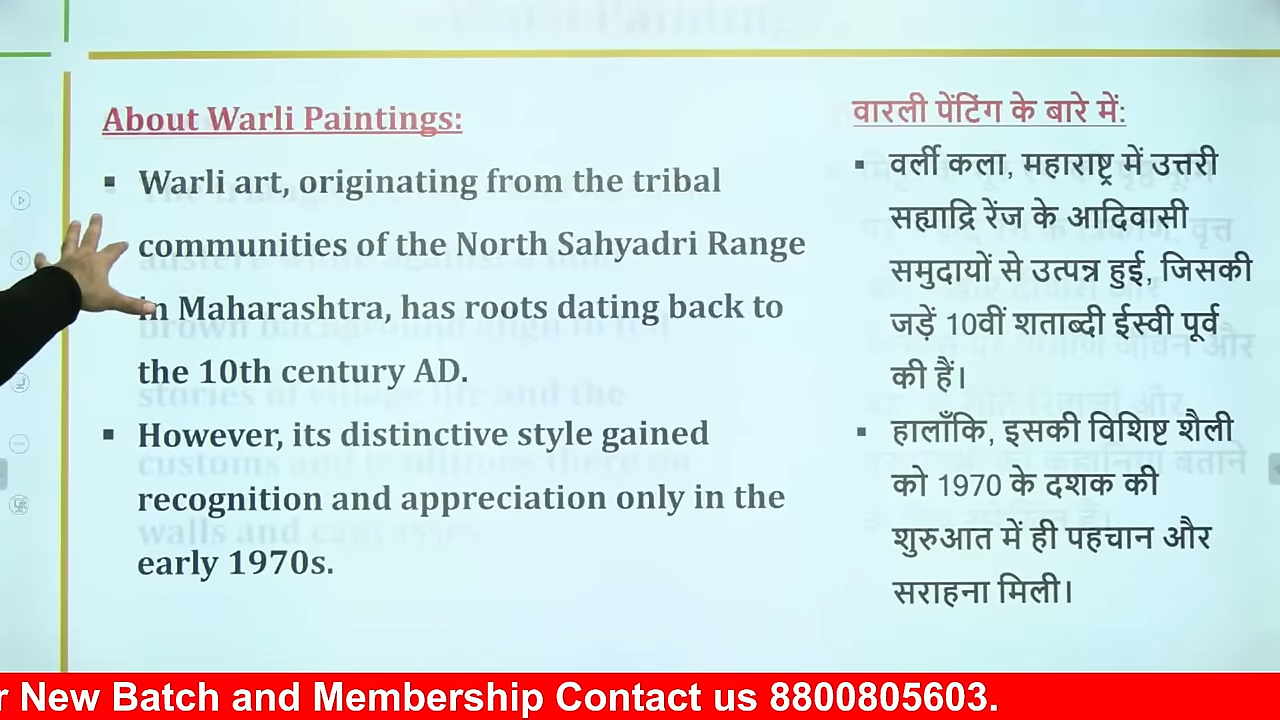 About Warli Paintings:
▪ Warli art, originating from the tribal
communities of the North Sahyadri Range
in Maharashtra, has roots dating back to
the 10th century AD.
▪ However, its distinctive style gained
recognition and appreciation only in the
early 1970s.
वारली पेंटिंग के बारे में:
▪ वर्ली कला, महाराष्ट्र में उत्तरी
सह्याद्रि रेंज के आदिवासी
समुदायों से उत्पन्न हुई, जिसकी
जड़ें 10वीं शताब्दी ईस्वी पूर्व
की हैं।
▪ हालाँकि, इसकी विशिष्ट शैली
को 1970 के दशक की
शुरुआत में ही पहचान और
सराहना मिली।
r New Batch and Membership Contact us 8800805603.